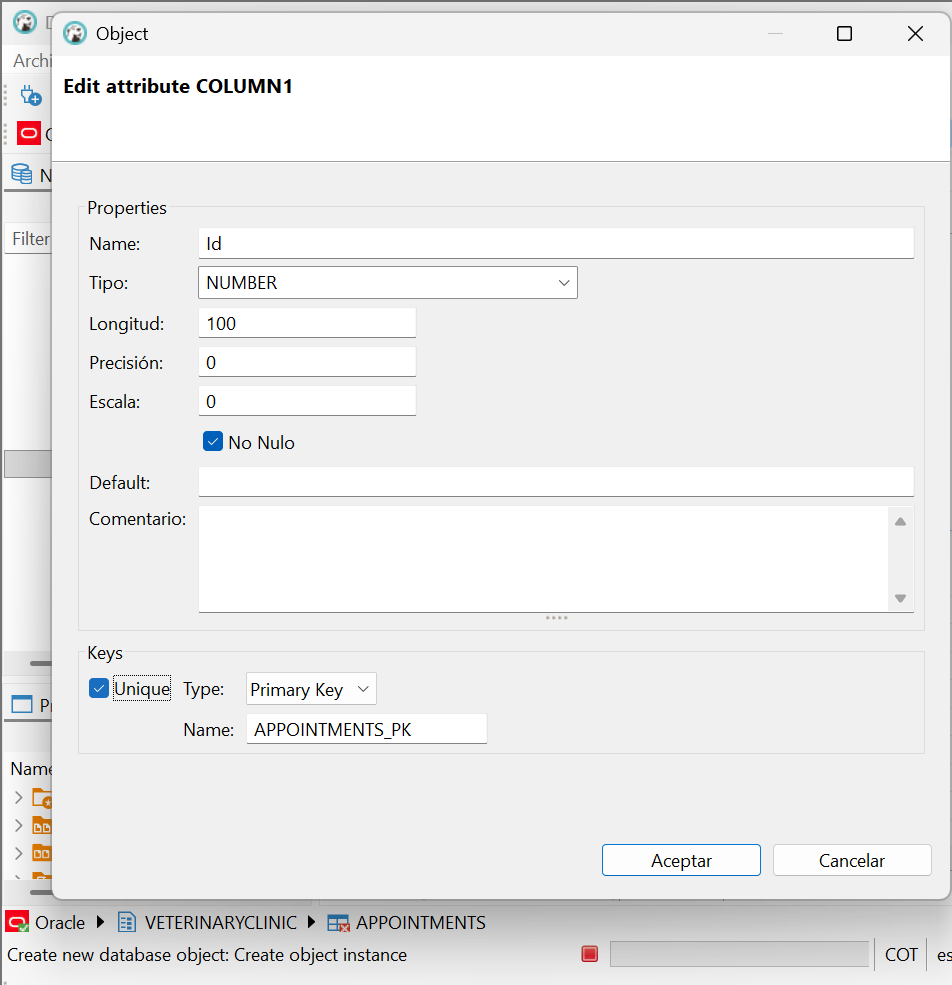 Object
Archi
Edit attribute COLUMN1
N
Filter
Properties
Name: Id
Tipo: NUMBER
Longitud: 100
Precisión: 0
Escala: 0
No Nulo
Default:
Comentario:
Keys
Unique Type: Primary Key
Name: APPOINTMENTS_PK
Name
Aceptar Cancelar
Oracle VETERINARYCLINIC APPOINTMENTS
Create new database object: Create object instance COT es